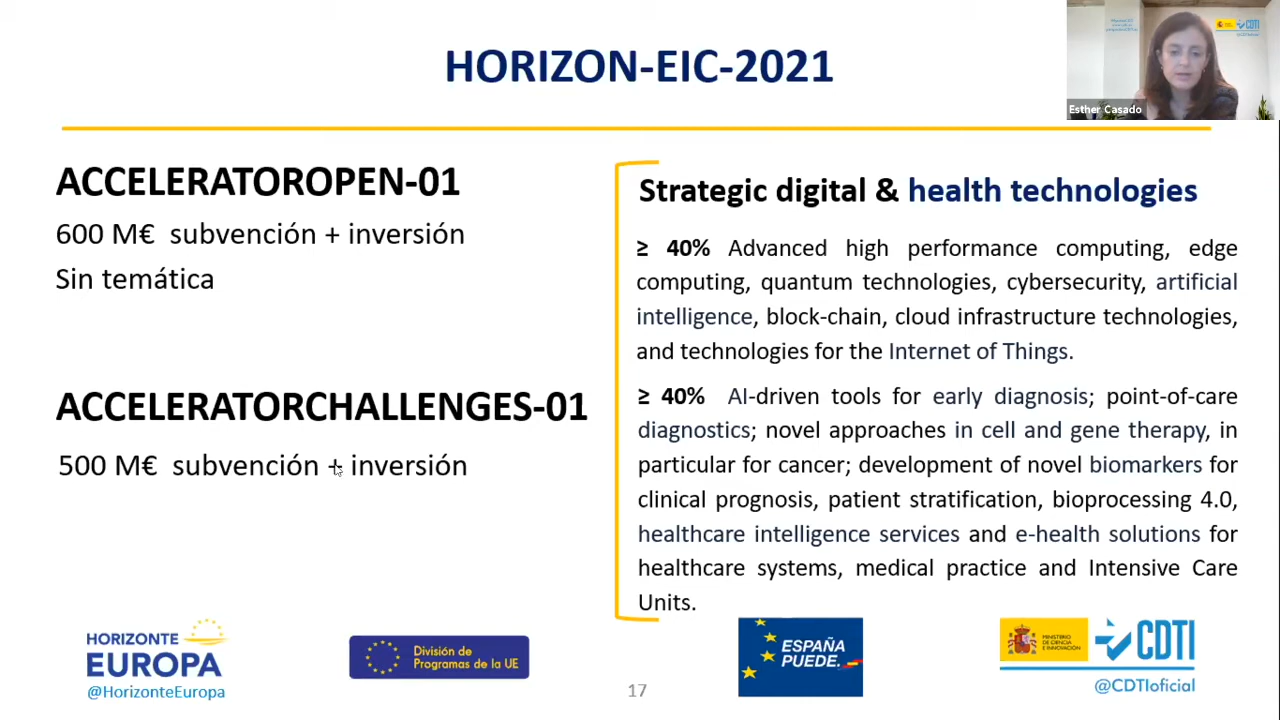 HORIZON-EIC-2021
Esther Casado
CDTI
ACCELERATOROPEN-01
600 M€ subvención + inversión
Sin temática
ACCELERATORCHALLENGES-01
500 M€ subvención + inversión
Strategic digital & health technologies
≥ 40% Advanced high performance computing, edge
computing, quantum technologies, cybersecurity, artificial
intelligence, block-chain, cloud infrastructure technologies,
and technologies for the Internet of Things.
≥ 40% AI-driven tools for early diagnosis; point-of-care
diagnostics; novel approaches in cell and gene therapy, in
particular for cancer; development of novel biomarkers for
clinical prognosis, patient stratification, bioprocessing 4.0,
healthcare intelligence services and e-health solutions for
healthcare systems, medical practice and Intensive Care
Units.
HORIZONTE
EUROPA
@HorizonteEuropa
División de
Programas de la UE
17
ESPAÑA
PUEDE.
MINISTERIO
DE CIENCIA
E INNOVACIÓN
CDTI
@CDTIoficial